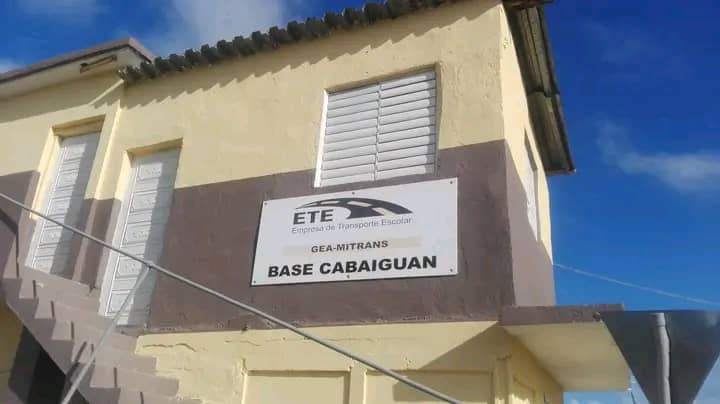 ETE
Empresa de Transporte Escolar
GEA-MITRANS
BASE CABAIGUAN